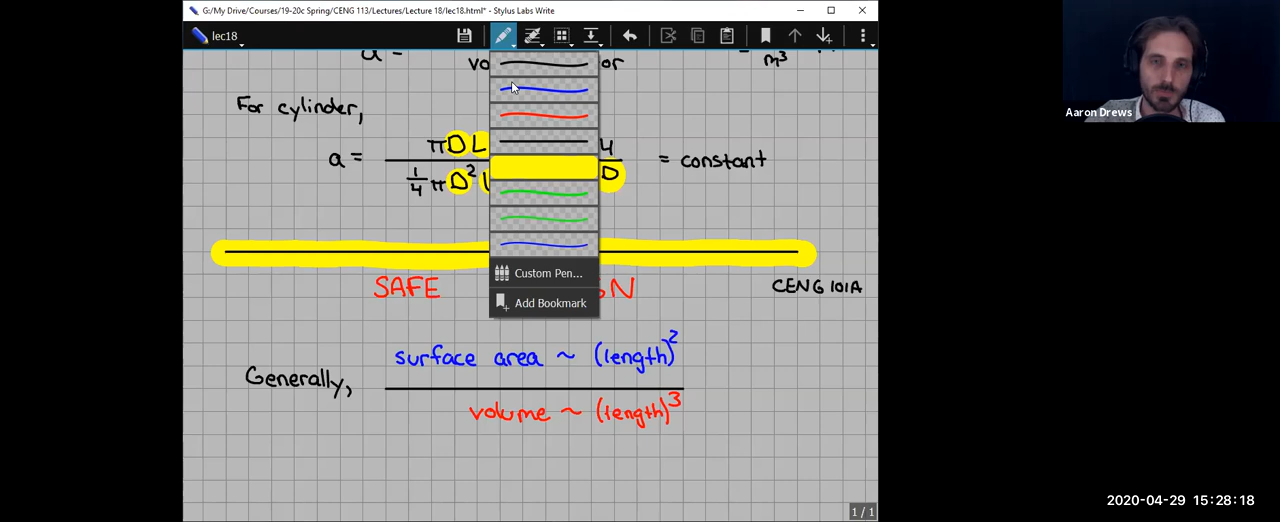 G:/My Drive/Courses/19-20c Spring/CENG 113/Lectures/Lecture 18/lec18.html* - Stylus Labs Write
lec18
a =
m³
For cylinder,
a = πDL 4
¼ πD² D
= constant
Custom Pen...
Add Bookmark
SAFE
CENG 101A
Generally,
surface area ~ (length)²
volume ~ (length)³
1 / 1
Aaron Drews
2020-04-29 15:28:18